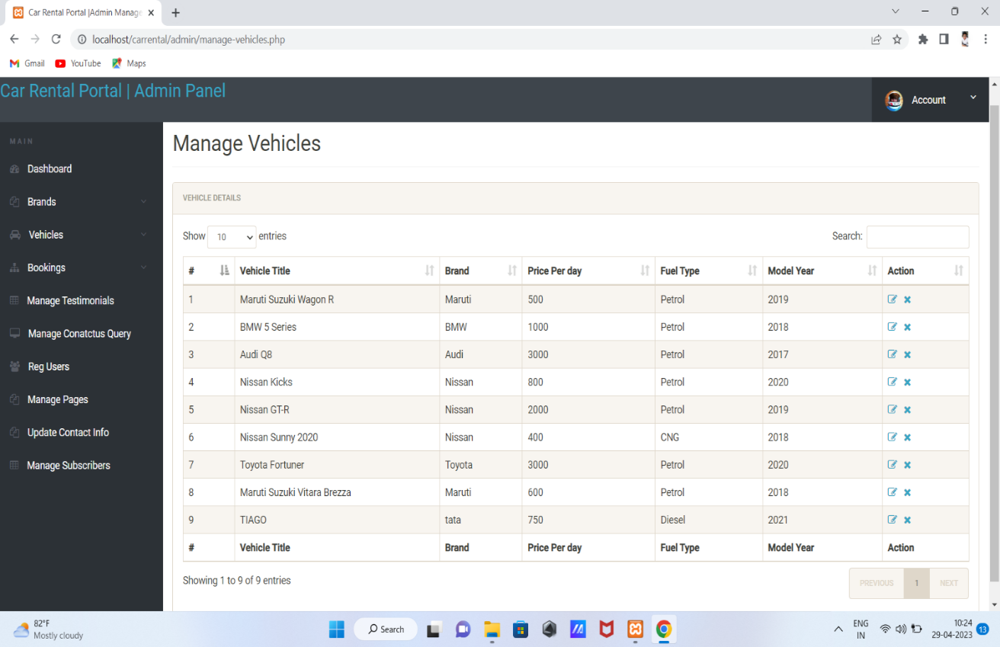 Car Rental Portal |Admin Manage
localhost/carrental/admin/manage-vehicles.php
Gmail YouTube Maps
Car Rental Portal | Admin Panel
Account
MAIN
Dashboard
Brands
Vehicles
Bookings
Manage Testimonials
Manage Conatctus Query
Reg Users
Manage Pages
Update Contact Info
Manage Subscribers
Manage Vehicles
VEHICLE DETAILS
Show 10 entries Search:
# Vehicle Title Brand Price Per day Fuel Type Model Year Action
1 Maruti Suzuki Wagon R Maruti 500 Petrol 2019
2 BMW 5 Series BMW 1000 Petrol 2018
3 Audi Q8 Audi 3000 Petrol 2017
4 Nissan Kicks Nissan 800 Petrol 2020
5 Nissan GT-R Nissan 2000 Petrol 2019
6 Nissan Sunny 2020 Nissan 400 CNG 2018
7 Toyota Fortuner Toyota 3000 Petrol 2020
8 Maruti Suzuki Vitara Brezza Maruti 600 Petrol 2018
9 TIAGO tata 750 Diesel 2021
# Vehicle Title Brand Price Per day Fuel Type Model Year Action
Showing 1 to 9 of 9 entries PREVIOUS 1 NEXT
82°F
Mostly cloudy
Search
ENG
IN
10:24
29-04-2023
13